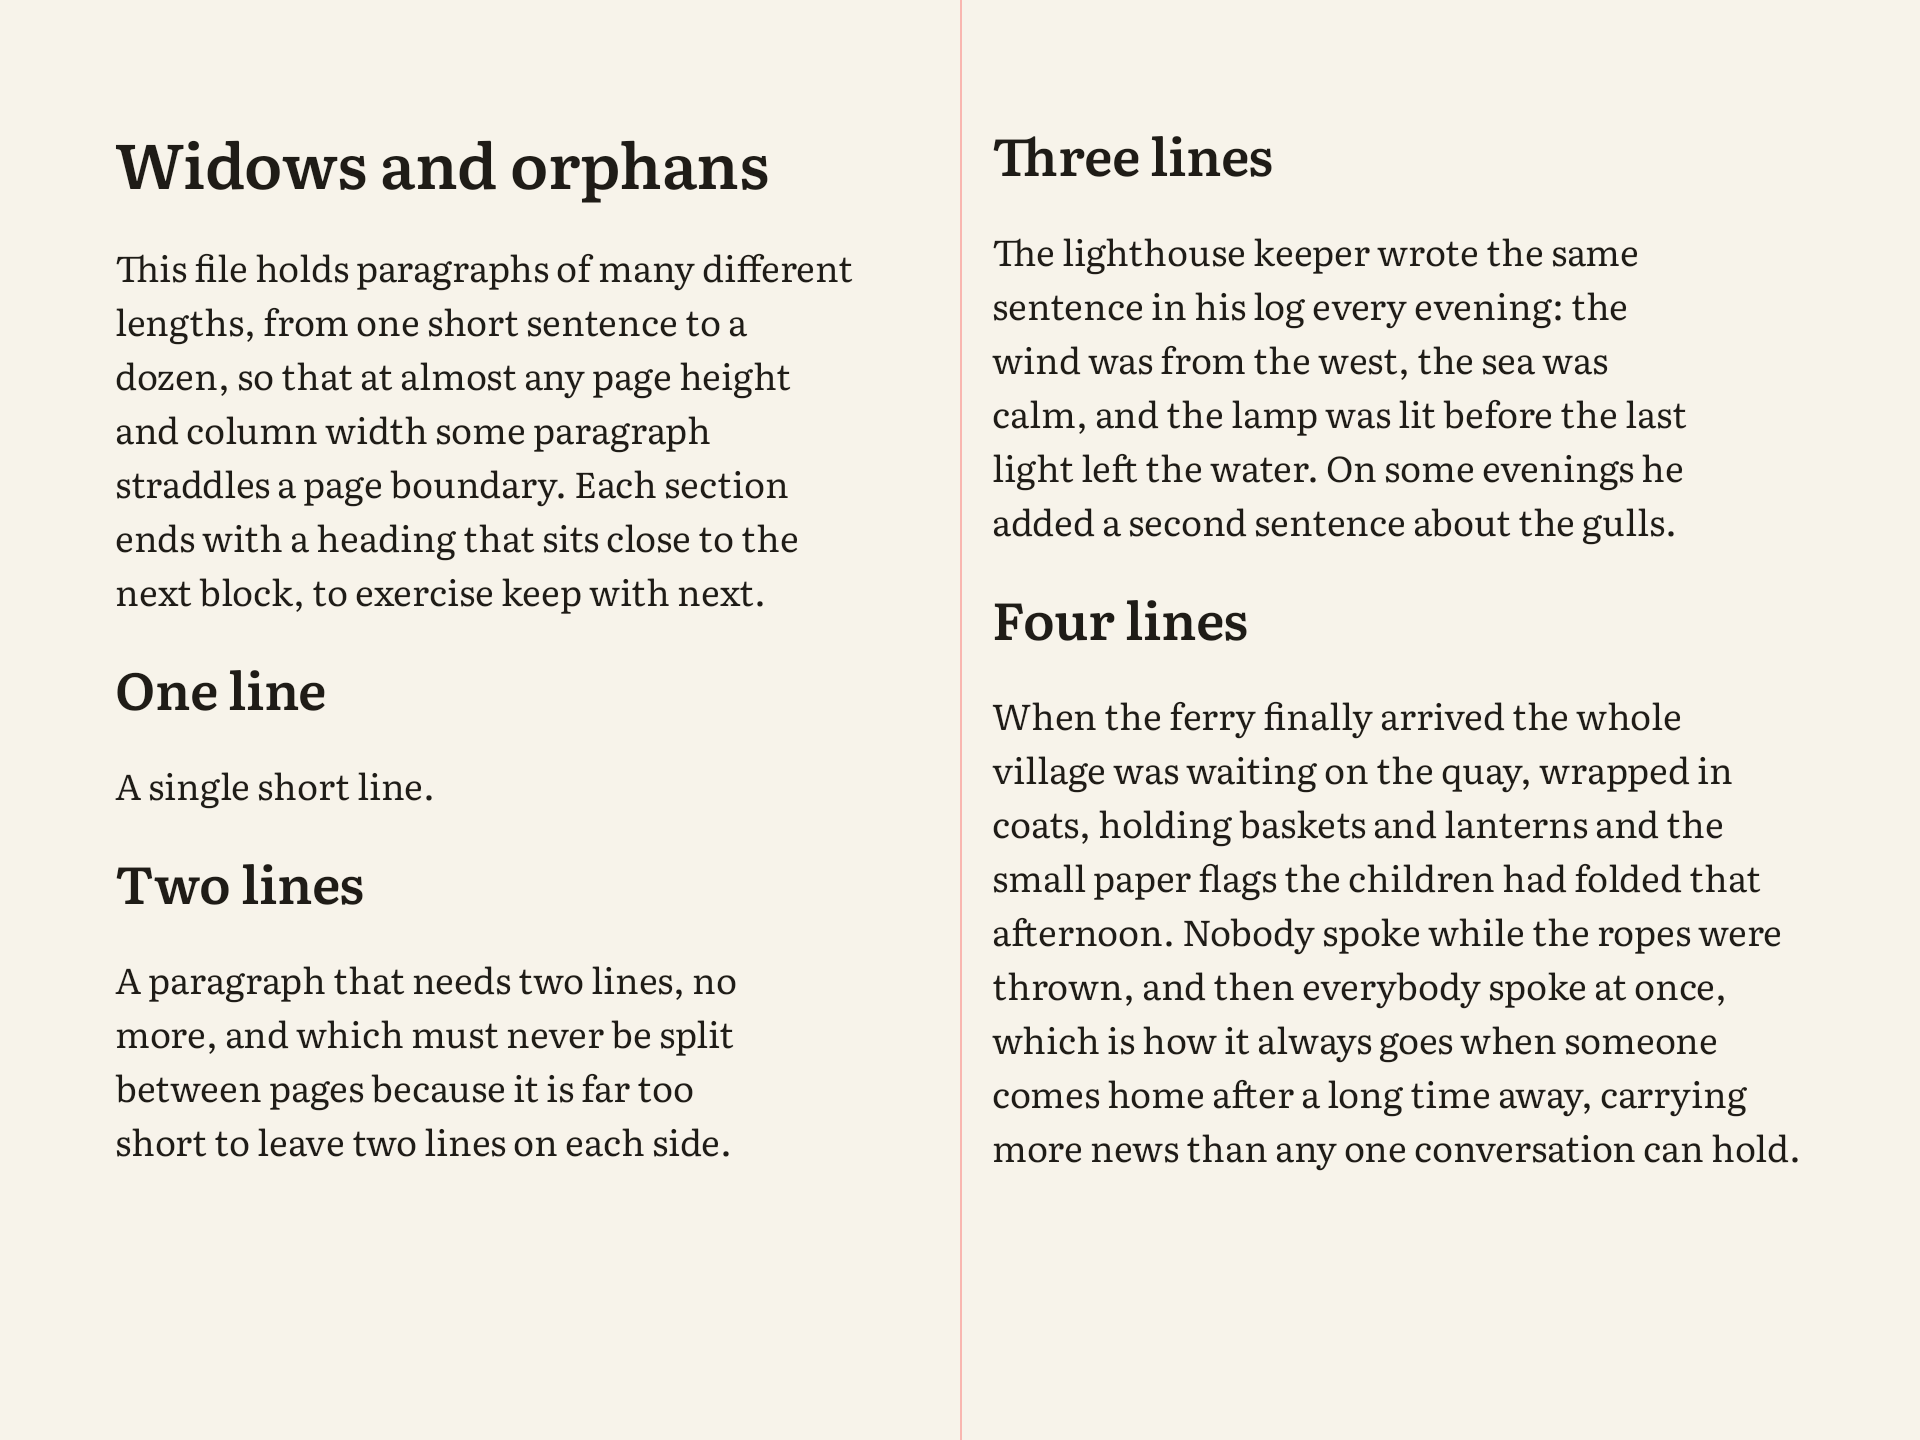 Widows and orphans
This file holds paragraphs of many different
lengths, from one short sentence to a
dozen, so that at almost any page height
and column width some paragraph
straddles a page boundary. Each section
ends with a heading that sits close to the
next block, to exercise keep with next.
One line
A single short line.
Two lines
A paragraph that needs two lines, no
more, and which must never be split
between pages because it is far too
short to leave two lines on each side.
Three lines
The lighthouse keeper wrote the same
sentence in his log every evening: the
wind was from the west, the sea was
calm, and the lamp was lit before the last
light left the water. On some evenings he
added a second sentence about the gulls.
Four lines
When the ferry finally arrived the whole
village was waiting on the quay, wrapped in
coats, holding baskets and lanterns and the
small paper flags the children had folded that
afternoon. Nobody spoke while the ropes were
thrown, and then everybody spoke at once,
which is how it always goes when someone
comes home after a long time away, carrying
more news than any one conversation can hold.